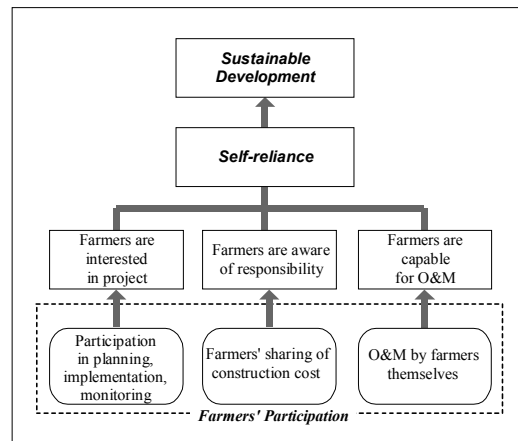 Sustainable
Development
Self-reliance
Farmers are
interested
in project
Farmers are aware
of responsibility
Farmers are
capable
for O&M
Participation
in planning,
implementation,
monitoring
Farmers' sharing of
construction cost
O&M by farmers
themselves
Farmers' Participation